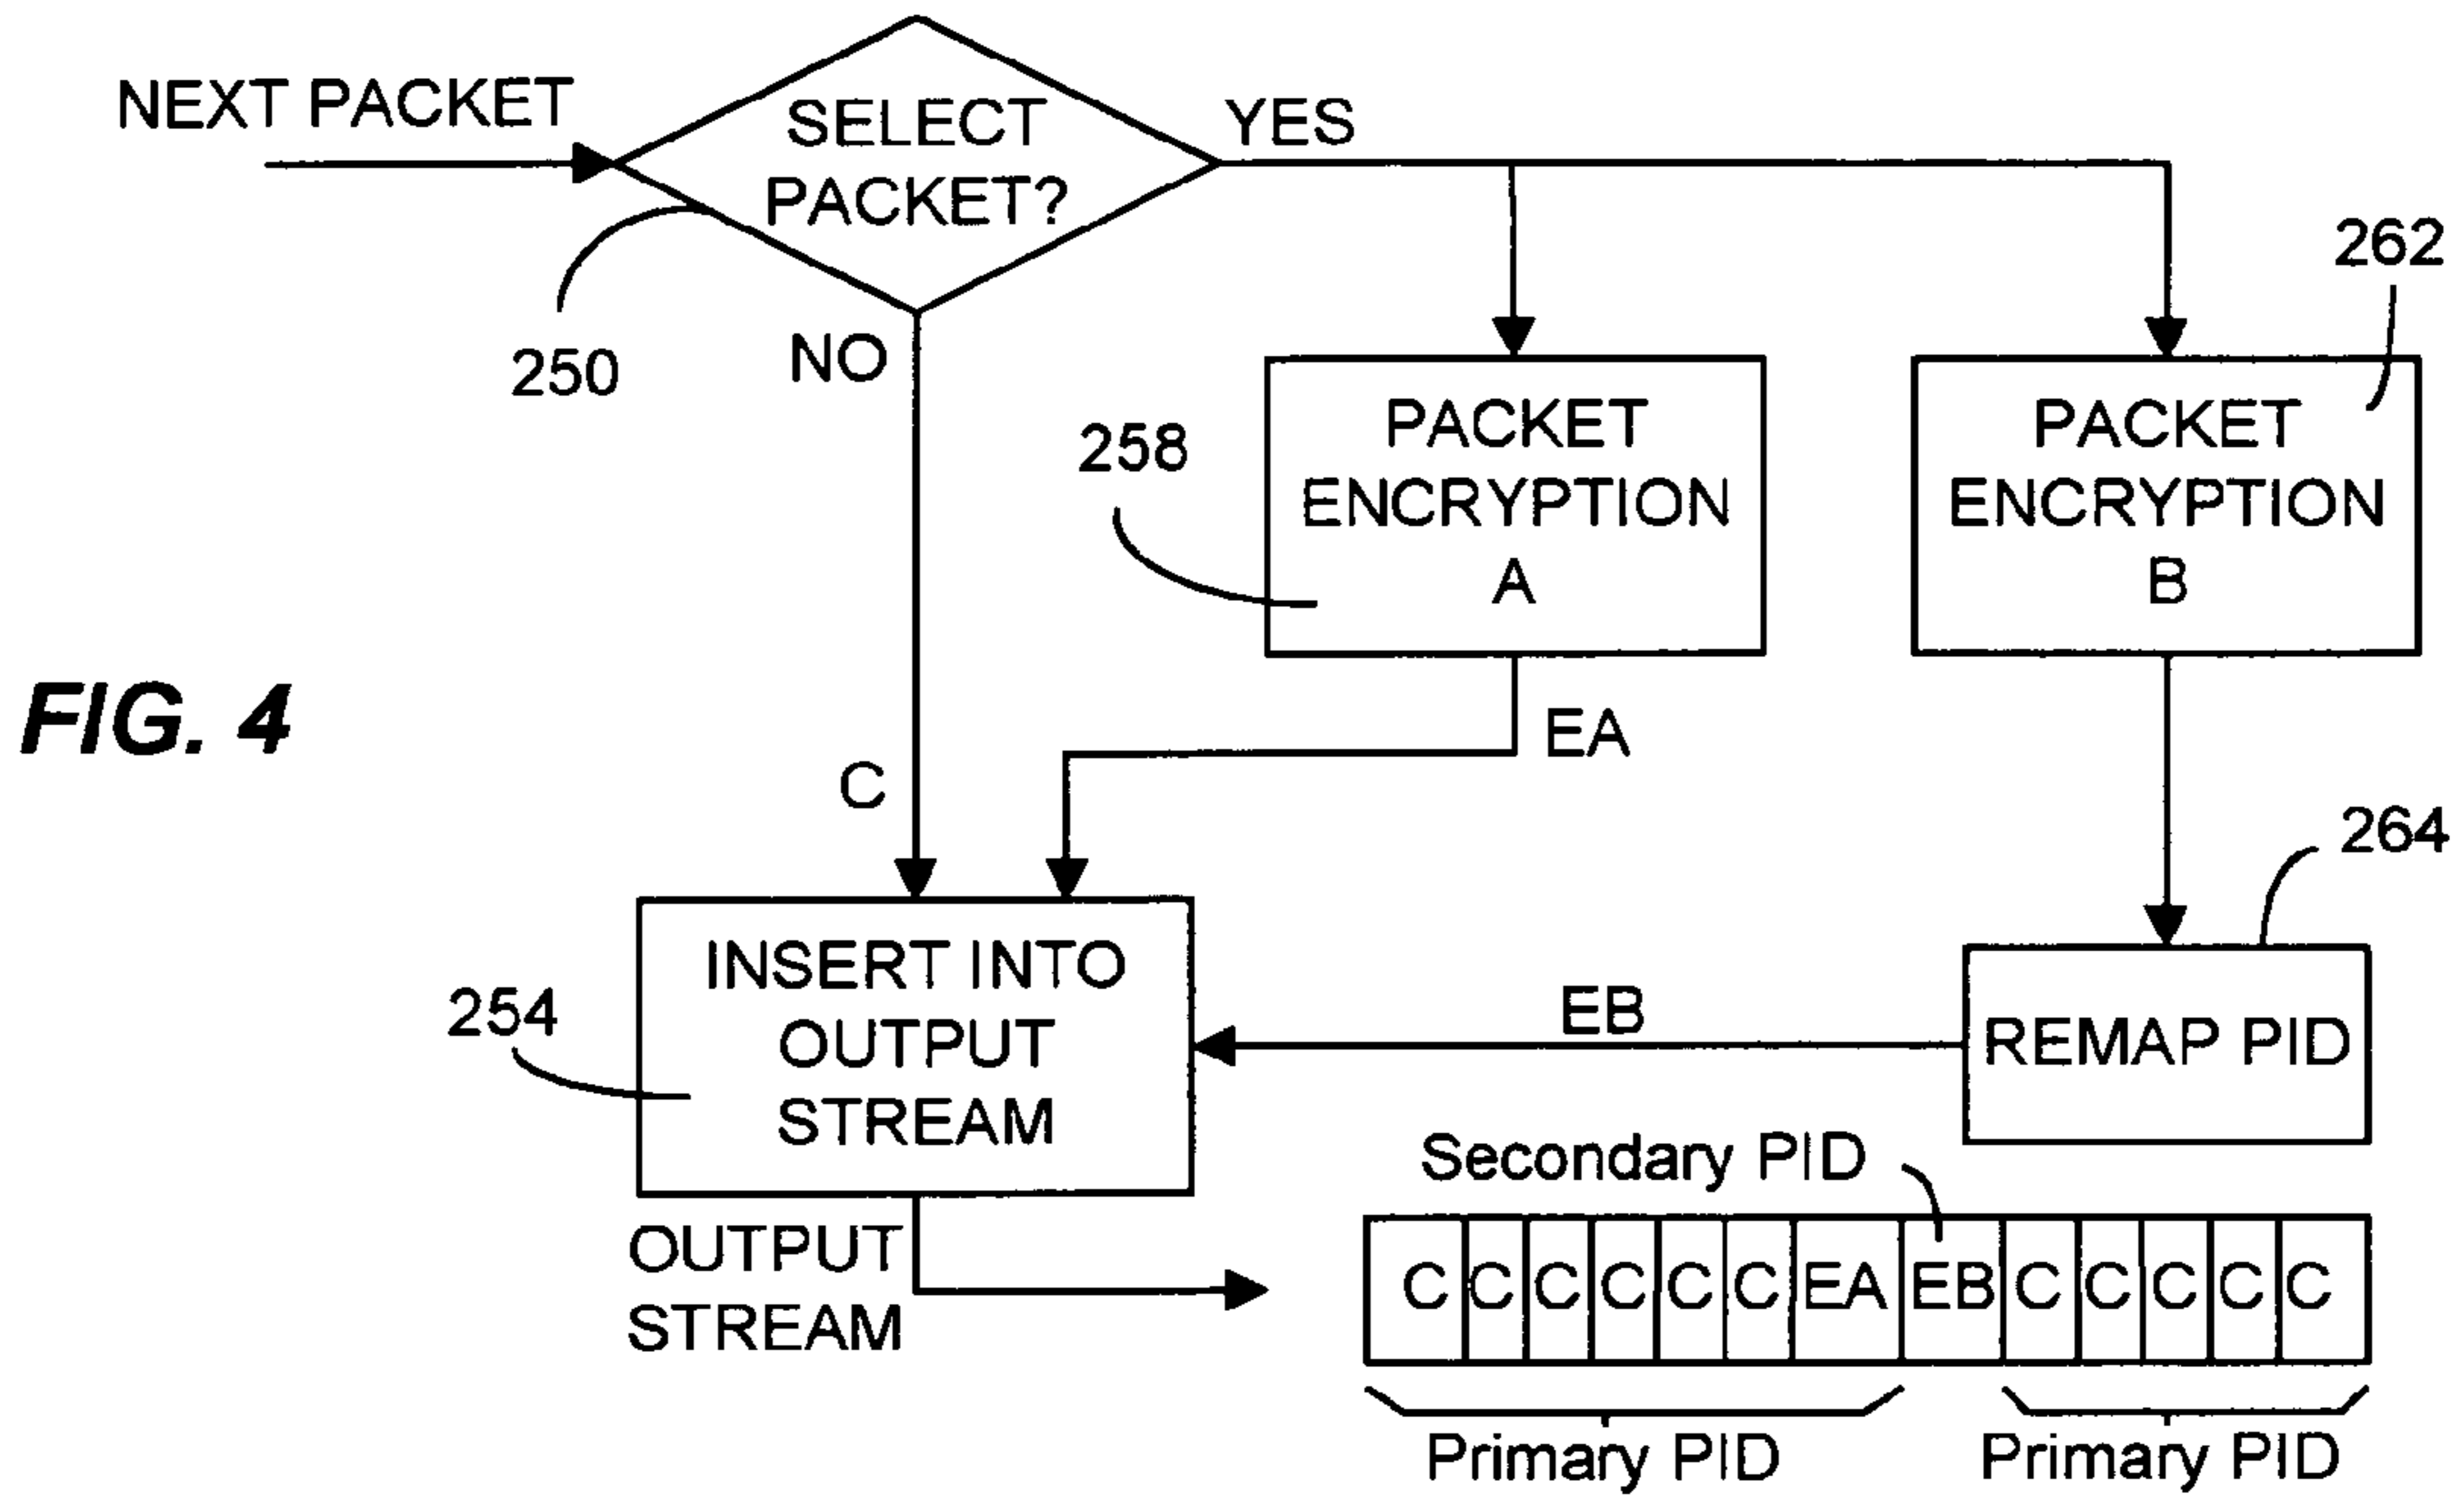 NEXT PACKET
SELECT
PACKET?
YES
262
250
NO
258
PACKET
ENCRYPTION
A
PACKET
ENCRYPTION
B
FIG. 4
EA
C
264
INSERT INTO
OUTPUT
STREAM
254
EB
REMAP PID
Secondary PID
OUTPUT
STREAM
C C C C C C EA EB C C C C C
Primary PID
Primary PID